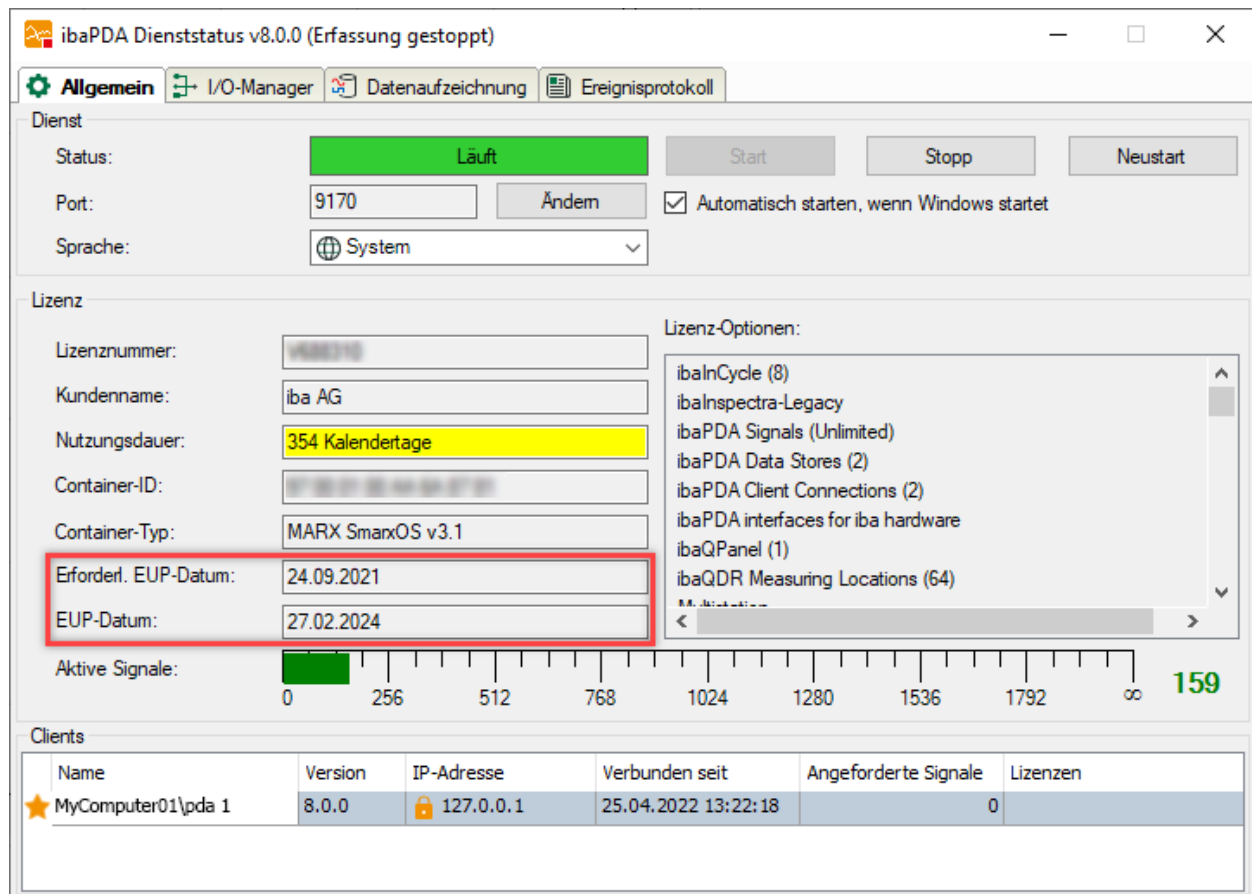 ibaPDA Dienststatus v8.0.0 (Erfassung gestoppt)
Allgemein I/O-Manager Datenaufzeichnung Ereignisprotokoll
Dienst
Status: Läuft Start Stopp Neustart
Port: 9170 Ändern Automatisch starten, wenn Windows startet
Sprache: System
Lizenz
Lizenz-Optionen:
Lizenznummer:
Kundenname: iba AG
Nutzungsdauer: 354 Kalendertage
Container-ID:
Container-Typ: MARX SmarxOS v3.1
Erforderl. EUP-Datum: 24.09.2021
EUP-Datum: 27.02.2024
ibaInCycle (8)
ibaInspectra-Legacy
ibaPDA Signals (Unlimited)
ibaPDA Data Stores (2)
ibaPDA Client Connections (2)
ibaPDA interfaces for iba hardware
ibaQPanel (1)
ibaQDR Measuring Locations (64)
Aktive Signale: 159
0 256 512 768 1024 1280 1536 1792 ∞
Clients
Name Version IP-Adresse Verbunden seit Angeforderte Signale Lizenzen
MyComputer01\pda 1 8.0.0 127.0.0.1 25.04.2022 13:22:18 0